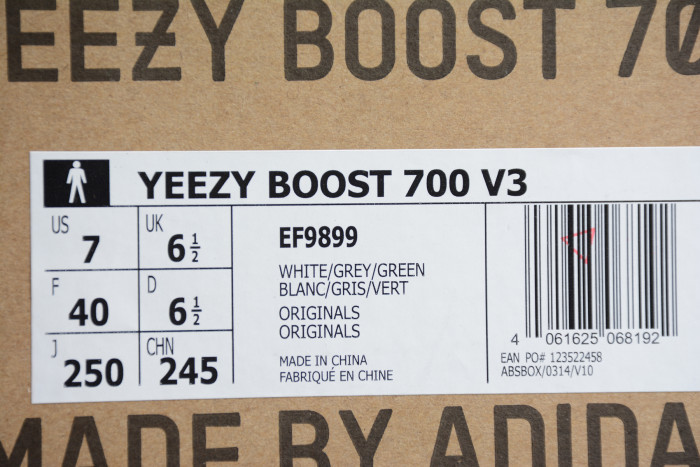 YEEZY BOOST 70
YEEZY BOOST 700 V3
US 7 UK 6 1/2
F 40 D 6 1/2
J 250 CHN 245
EF9899
WHITE/GREY/GREEN
BLANC/GRIS/VERT
ORIGINALS
ORIGINALS
MADE IN CHINA
FABRIQUÉ EN CHINE
4 061625 068192
EAN PO# 123522458
ABSBOX/0314/V10
MADE BY ADIDA